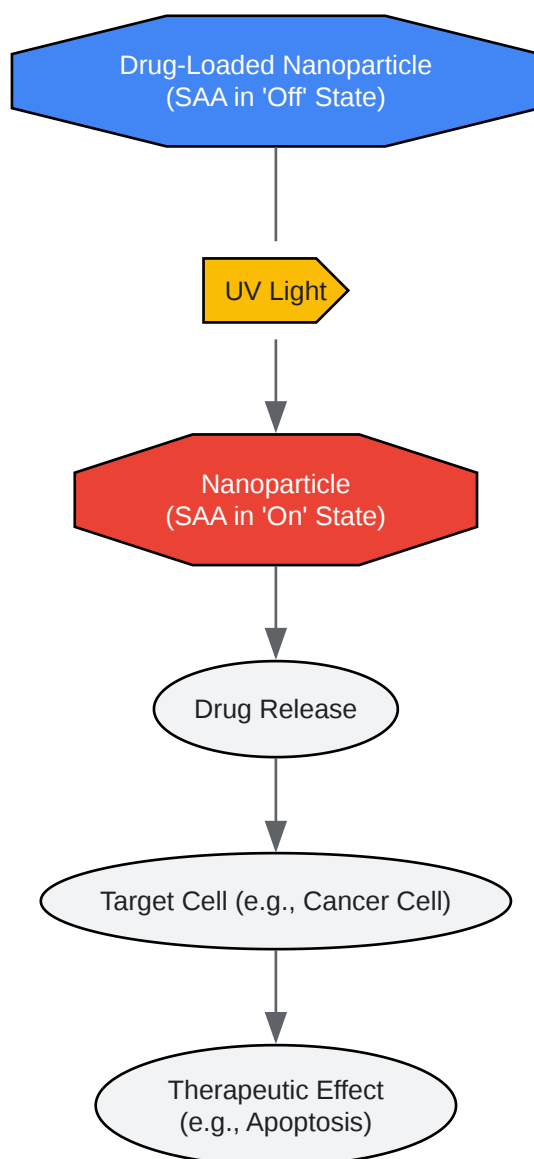 Drug-Loaded Nanoparticle
(SAA in 'Off' State)
UV Light
Nanoparticle
(SAA in 'On' State)
Drug Release
Target Cell (e.g., Cancer Cell)
Therapeutic Effect
(e.g., Apoptosis)